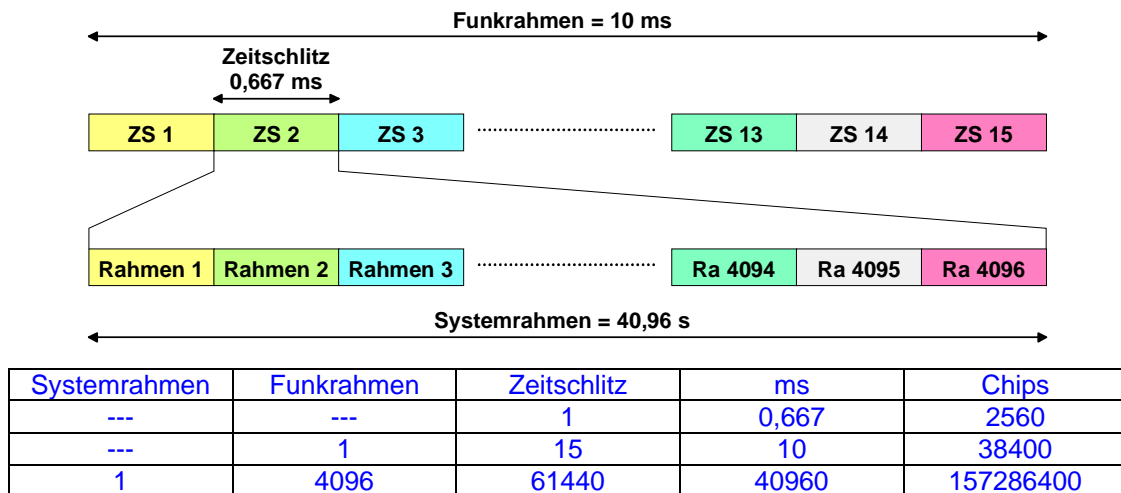 Funkrahmen = 10 ms
Zeitschlitz
0,667 ms
ZS 1 ZS 2 ZS 3 ZS 13 ZS 14 ZS 15
Rahmen 1 Rahmen 2 Rahmen 3 Ra 4094 Ra 4095 Ra 4096
Systemrahmen = 40,96 s
Systemrahmen Funkrahmen Zeitschlitz ms Chips
--- --- 1 0,667 2560
--- 1 15 10 38400
1 4096 61440 40960 157286400